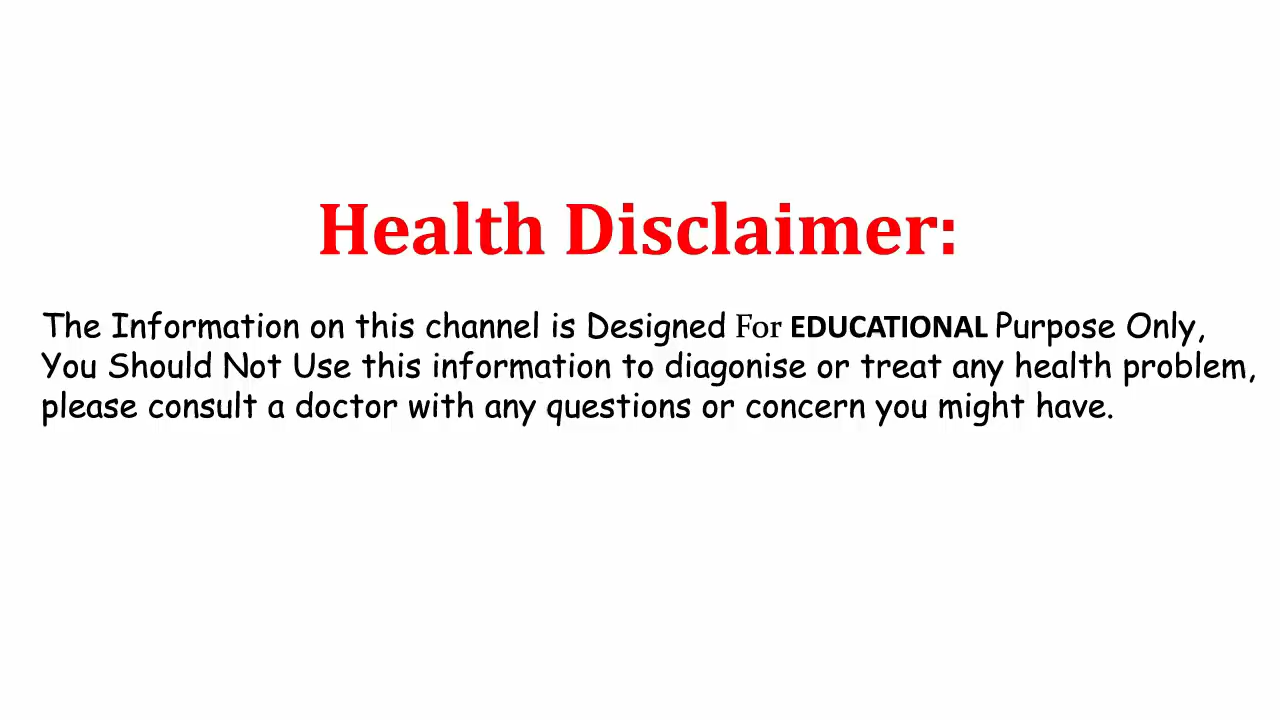 Health Disclaimer:
The Information on this channel is Designed For EDUCATIONAL Purpose Only,
You Should Not Use this information to diagonise or treat any health problem,
please consult a doctor with any questions or concern you might have.